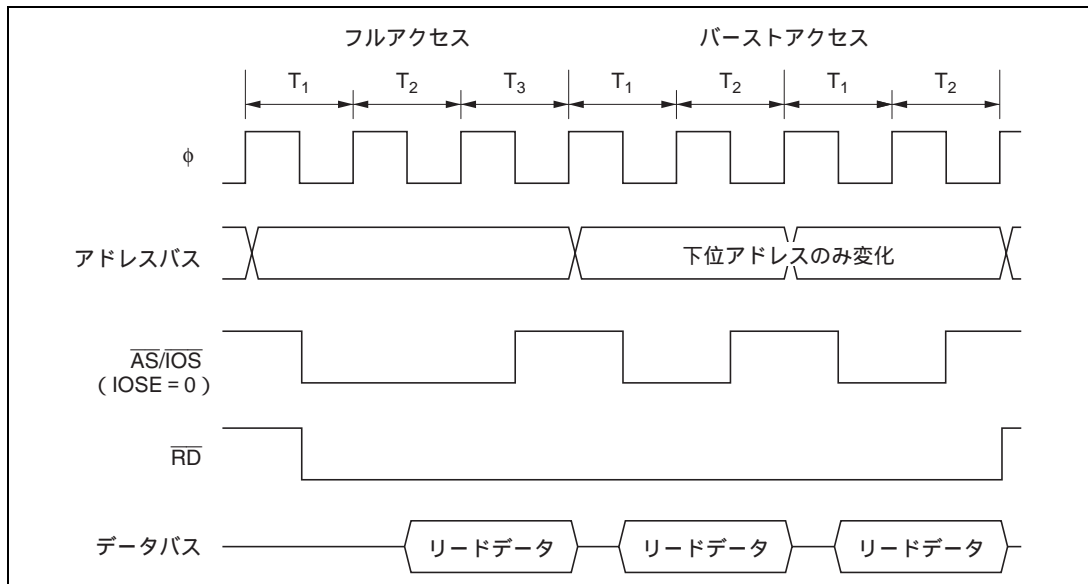 フルアクセス バーストアクセス
T1 T2 T3 T1 T2 T1 T2
φ
アドレスバス 下位アドレスのみ変化
AS/IOS
( IOSE = 0 )
RD
データバス リードデータ リードデータ リードデータ